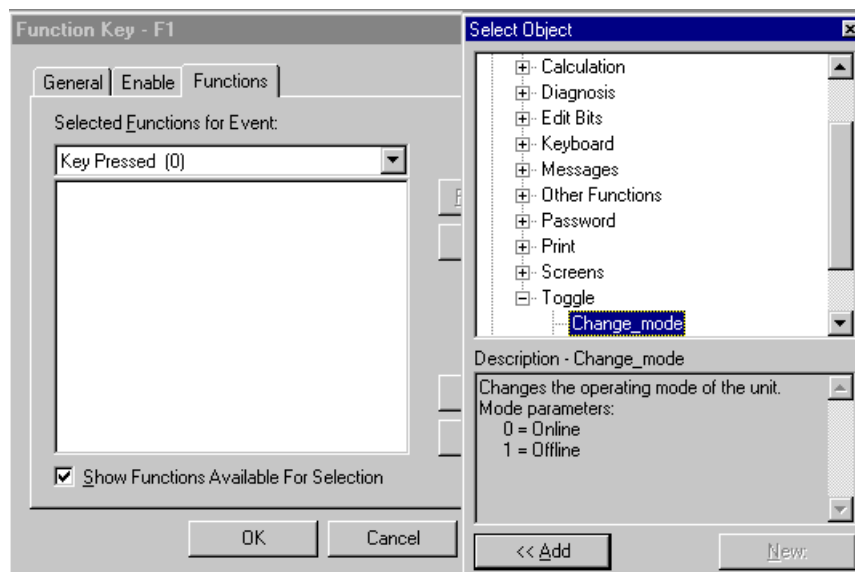 Function Key - F1
General
Enable
Functions
Selected Functions for Event:
Key Pressed (0)
Show Functions Available For Selection
OK
Cancel
Select Object
Calculation
Diagnosis
Edit Bits
Keyboard
Messages
Other Functions
Password
Print
Screens
Toggle
Change_mode
Description - Change_mode
Changes the operating mode of the unit.
Mode parameters:
0 = Online
1 = Offline
<< Add
New: